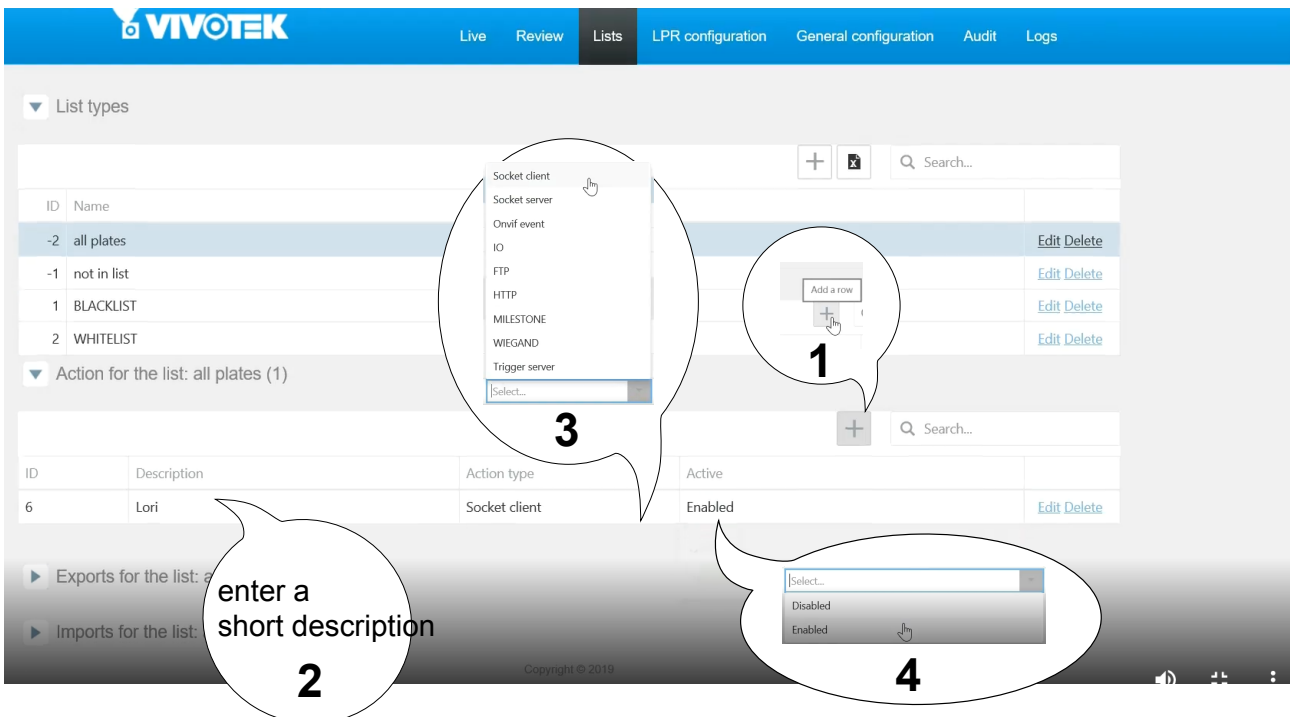 VIVOTEK
Live Review Lists LPR configuration General configuration Audit Logs
List types
Search...
ID Name
-2 all plates Edit Delete
-1 not in list Edit Delete
1 BLACKLIST Edit Delete
2 WHITELIST Edit Delete
Socket client
Socket server
Onvif event
IO
FTP
HTTP
MILESTONE
WIEGAND
Trigger server
Select...
3
Add a row
1
Action for the list: all plates (1)
Search...
ID Description Action type Active
6 Lori Socket client Enabled Edit Delete
Exports for the list: a
Imports for the list:
enter a
short description
2
Select...
Disabled
Enabled
4
Copyright © 2019